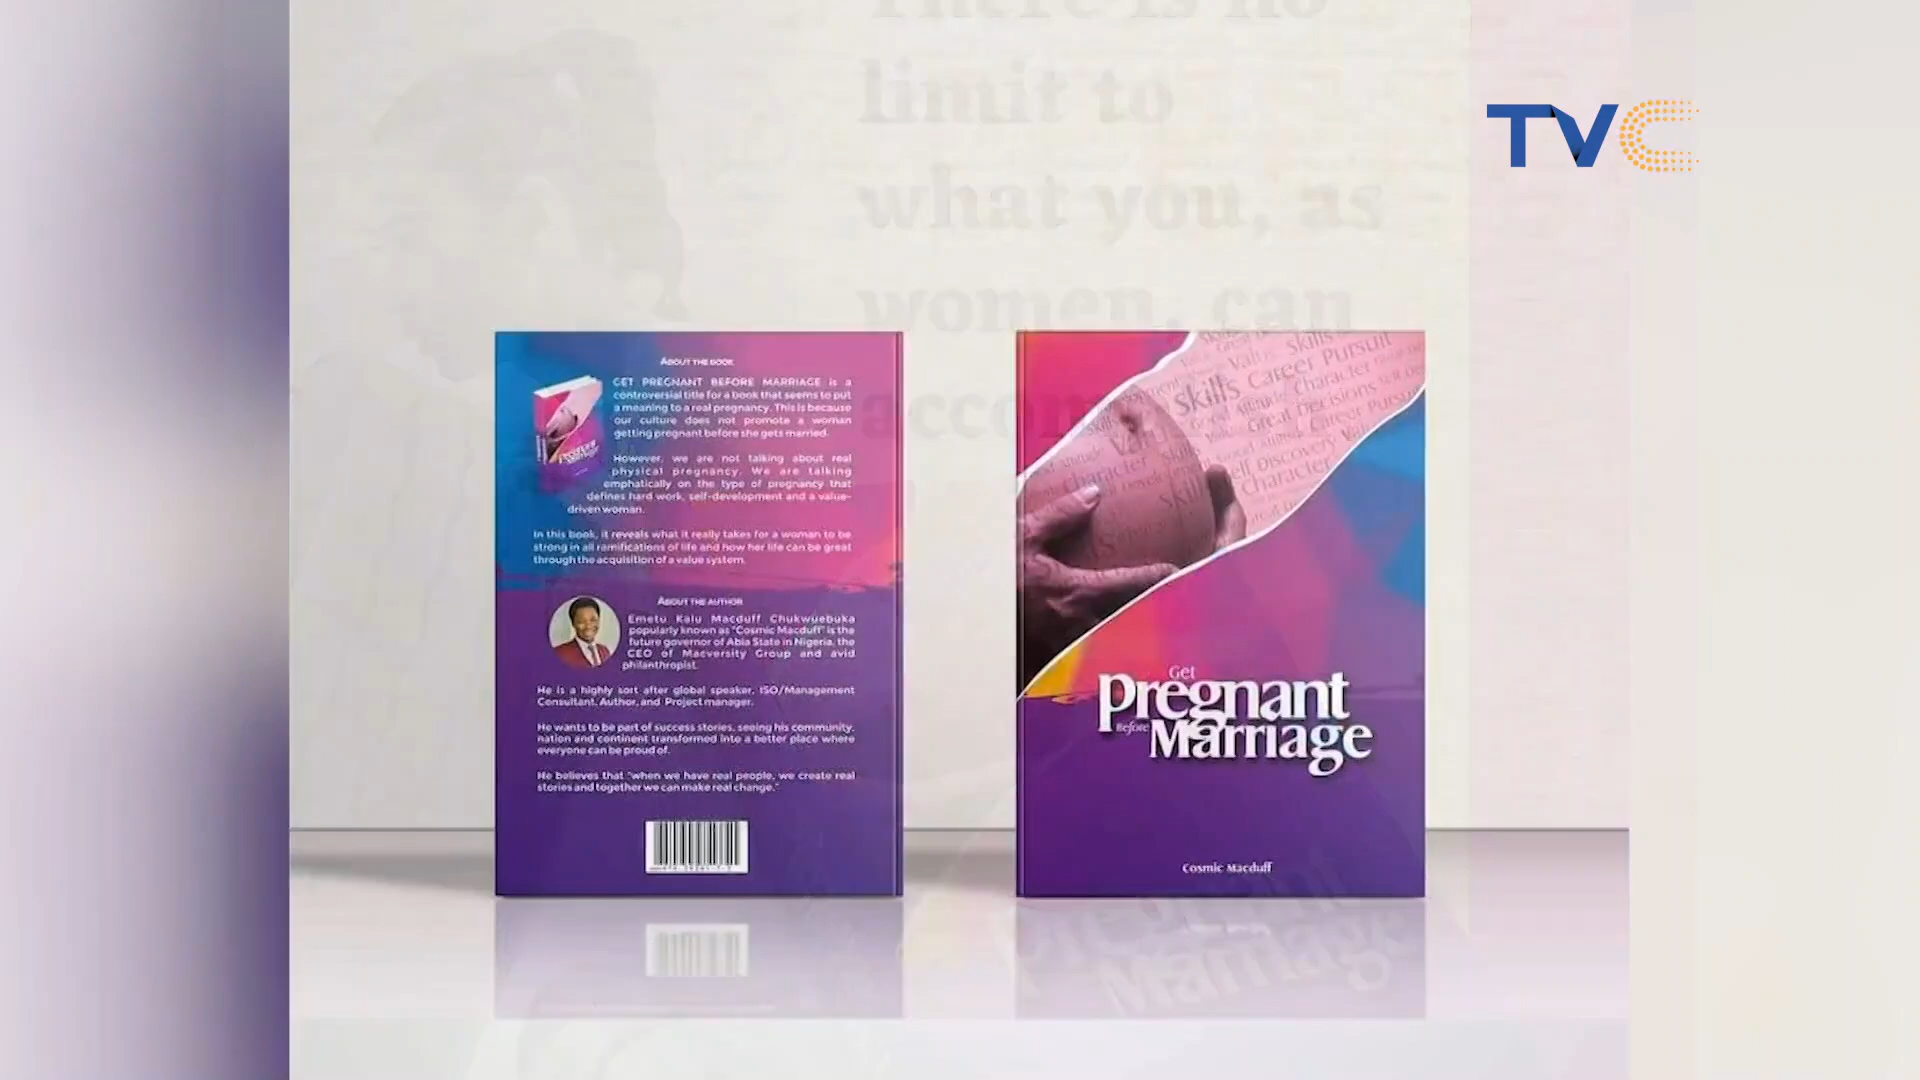 There is no
limit to
what you, as
women, can
TVC
ABOUT THE BOOK
GET PREGNANT BEFORE MARRIAGE is a
controversial title for a book that seems to put
a meaning to a real pregnancy. This is because
our culture does not promote a woman
getting pregnant before she gets married.
However, we are not talking about real
physical pregnancy. We are talking
emphatically on the type of pregnancy that
defines hard work, self-development and a value-
driven woman.
In this book, it reveals what it really takes for a woman to be
strong in all ramifications of life and how her life can be great
through the acquisition of a value system.
ABOUT THE AUTHOR
Emetu Kalu Macduff Chukwuebuka
popularly known as "Cosmic Macduff" is the
future governor of Abia State in Nigeria, the
CEO of Macversity Group and avid
philanthropist.
He is a highly sort after global speaker, ISO/Management
Consultant, Author, and Project manager.
He wants to be part of success stories, seeing his community,
nation and continent transformed into a better place where
everyone can be proud of.
He believes that "when we have real people, we create real
stories and together we can make real change."
Skills
Career Pursuit
Skills
Character
Great Decisions
Character
Self Discovery
Character
Get
Pregnant
Before
Marriage
Cosmic Macduff